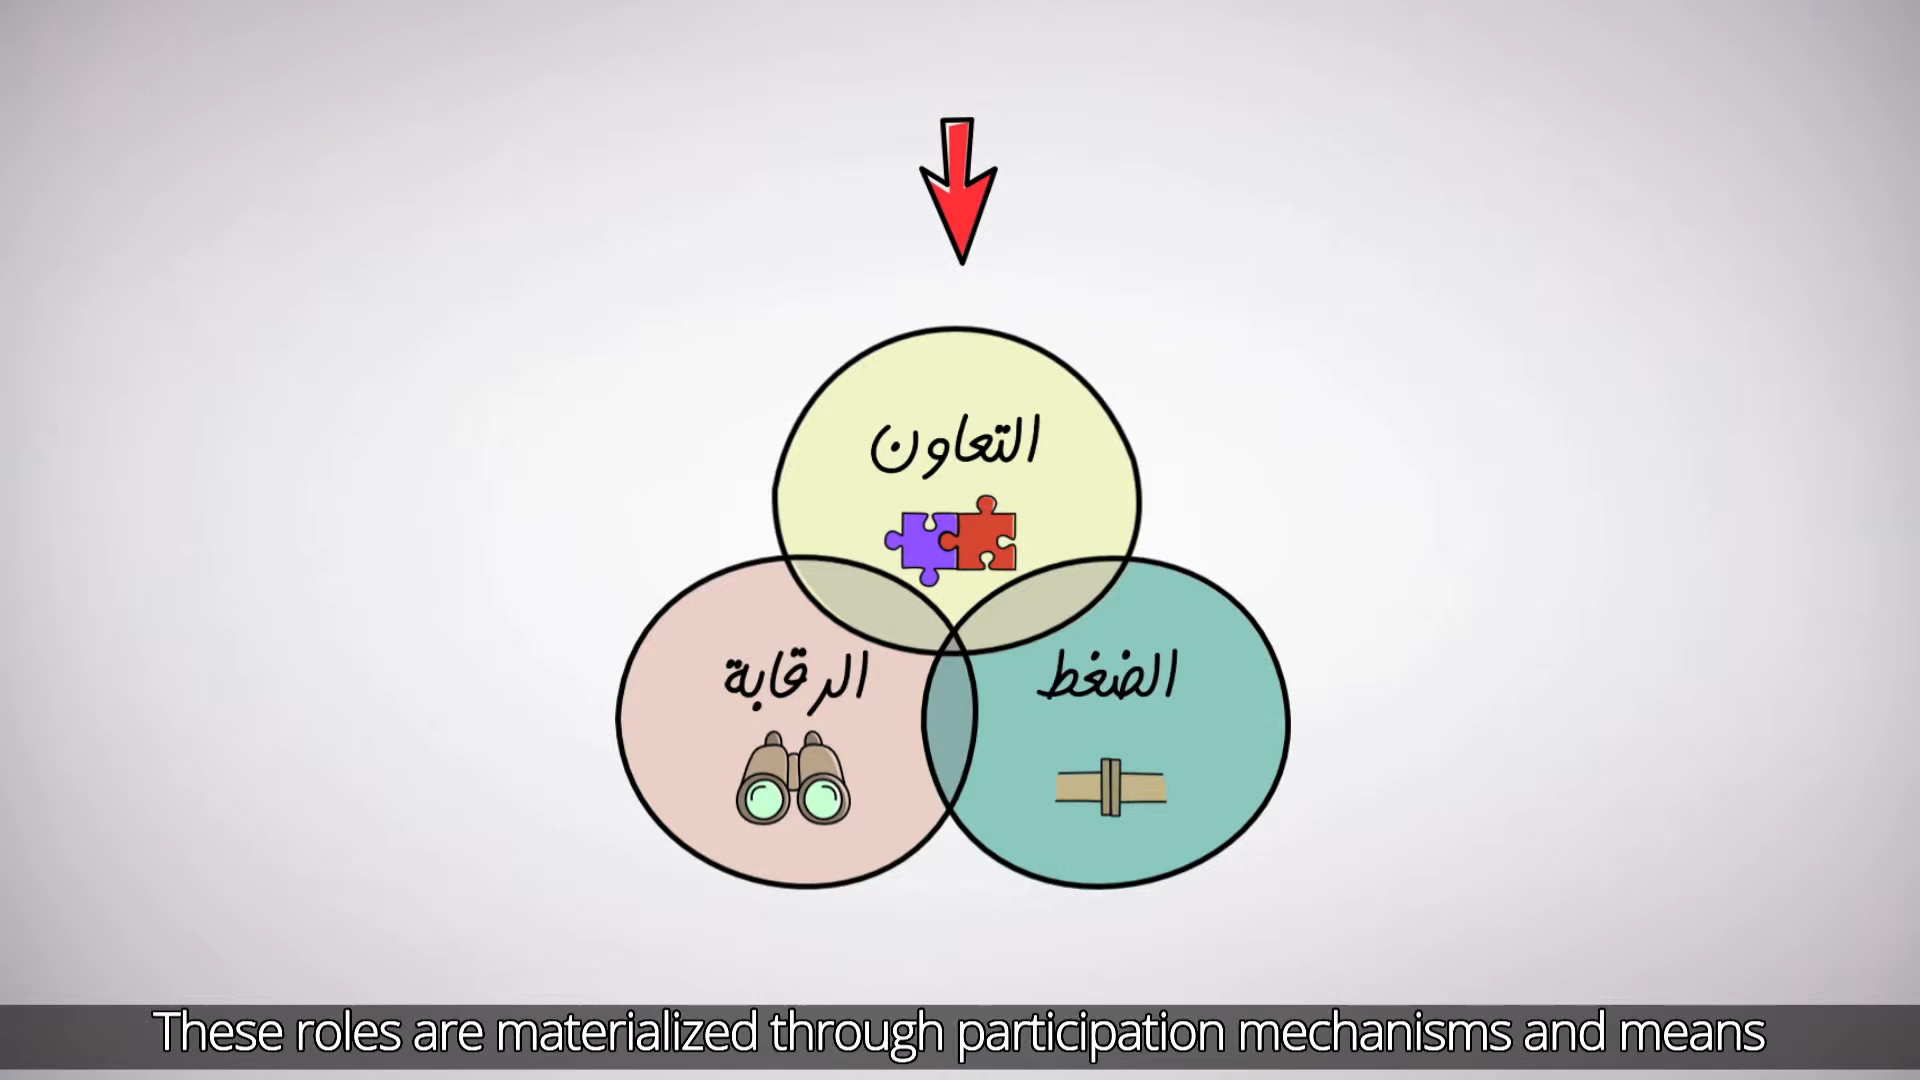 التعاون
الضغط
الرقابة
These roles are materialized through participation mechanisms and means